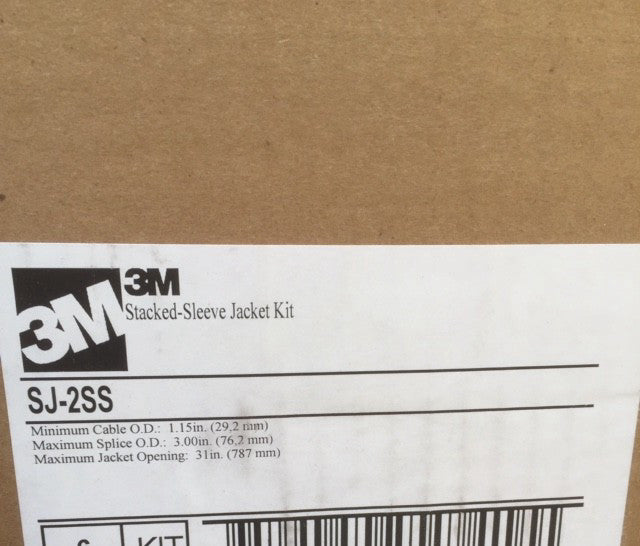 3M
3M
Stacked-Sleeve Jacket Kit
SJ-2SS
Minimum Cable O.D.: 1.15in. (29,2 mm)
Maximum Splice O.D.: 3.00in. (76,2 mm)
Maximum Jacket Opening: 31in. (787 mm)
KIT